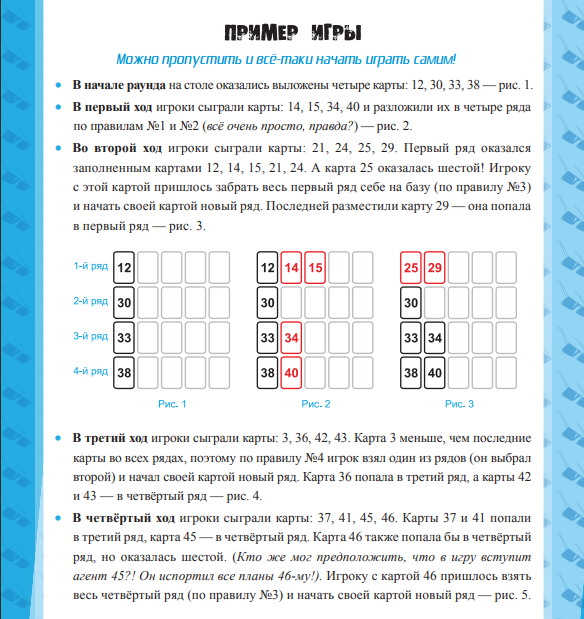 ПРИМЕР ИГРЫ
Можно пропустить и всё-таки начать играть самим!
• В начале раунда на столе оказались выложены четыре карты: 12, 30, 33, 38 — рис. 1.
• В первый ход игроки сыграли карты: 14, 15, 34, 40 и разложили их в четыре ряда
по правилам №1 и №2 (всё очень просто, правда?) — рис. 2.
• Во второй ход игроки сыграли карты: 21, 24, 25, 29. Первый ряд оказался
заполненным картами 12, 14, 15, 21, 24. А карта 25 оказалась шестой! Игроку
с этой картой пришлось забрать весь первый ряд себе на базу (по правилу №3)
и начать своей картой новый ряд. Последней разместили карту 29 — она попала
в первый ряд — рис. 3.
1-й ряд 12 12 14 15 25 29
2-й ряд 30 30 30
3-й ряд 33 33 34 33 34
4-й ряд 38 38 40 38 40
Рис. 1 Рис. 2 Рис. 3
• В третий ход игроки сыграли карты: 3, 36, 42, 43. Карта 3 меньше, чем последние
карты во всех рядах, поэтому по правилу №4 игрок взял один из рядов (он выбрал
второй) и начал своей картой новый ряд. Карта 36 попала в третий ряд, а карты 42
и 43 — в четвёртый ряд — рис. 4.
• В четвёртый ход игроки сыграли карты: 37, 41, 45, 46. Карты 37 и 41 попали
в третий ряд, карта 45 — в четвёртый ряд. Карта 46 также попала бы в четвёртый
ряд, но оказалась шестой. (Кто же мог предположить, что в игру вступит
агент 45?! Он испортил все планы 46-му!). Игроку с картой 46 пришлось взять
весь четвёртый ряд (по правилу №3) и начать своей картой новый ряд — рис. 5.